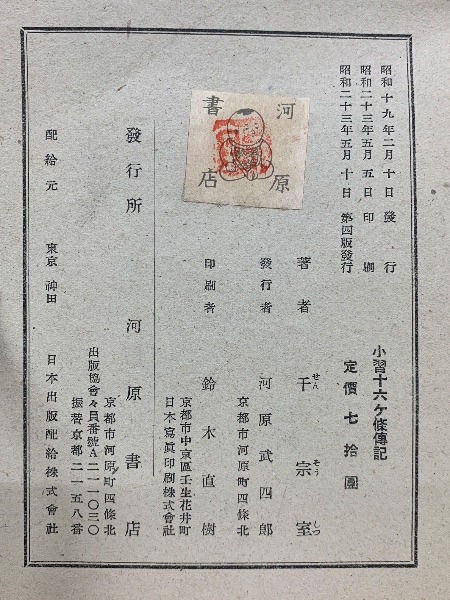 昭和十九年二月十日發行
昭和二十三年五月五日印刷
昭和二十三年五月十日第四版發行
小習十六ケ條傳記
定價七拾圓
河原
書店
著者 千宗室
せん そう しつ
發行者 河原武四郎
京都市河原町四條北
印刷者 鈴木直樹
京都市中京區壬生花井町
日本寫眞印刷株式會社
發行所 河原書店
京都市河原町四條北
出版協會々員番號A二一一〇三〇
振替京都二一五八番
配給元 東京神田 日本出版配給株式會社